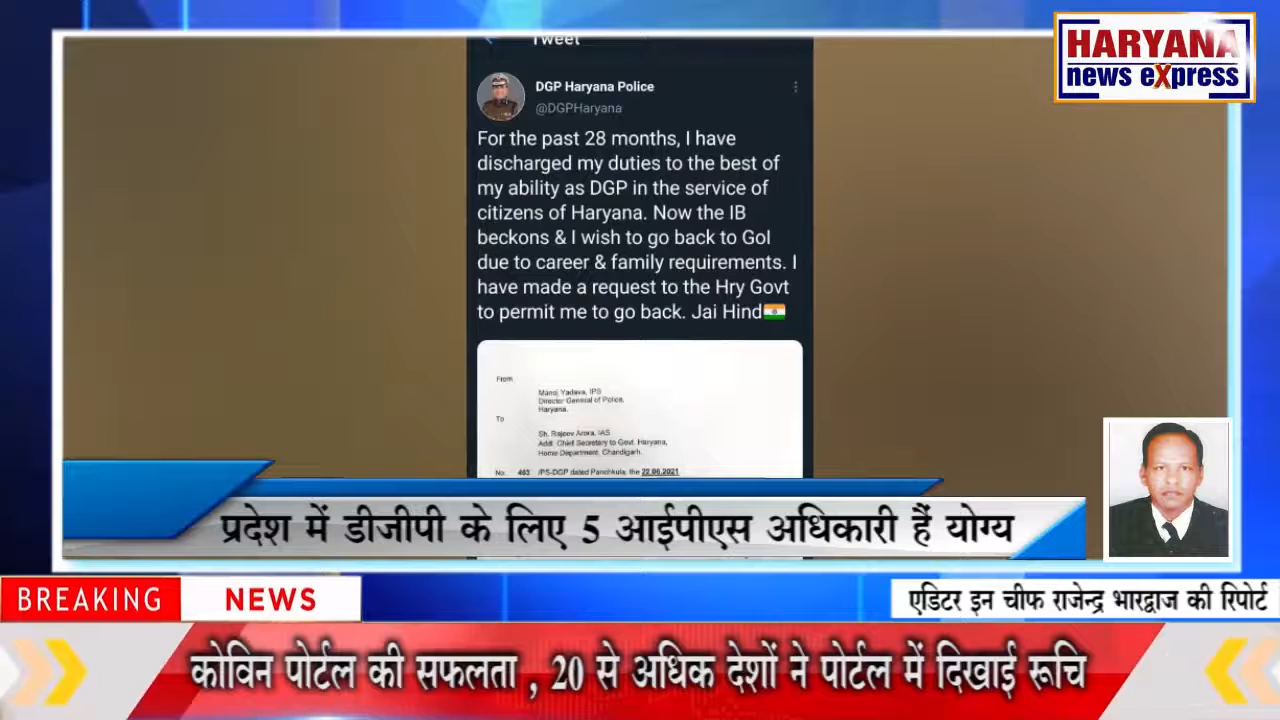 HARYANA
news express
Tweet
DGP Haryana Police
@DGPHaryana
For the past 28 months, I have
discharged my duties to the best of
my ability as DGP in the service of
citizens of Haryana. Now the IB
beckons & I wish to go back to GoI
due to career & family requirements. I
have made a request to the Hry Govt
to permit me to go back. Jai Hind🇮🇳
From
Manoj Yadava, IPS
Director General of Police,
Haryana.
To
Sh. Rajeev Arora, IAS
Addl. Chief Secretary to Govt. Haryana,
Home Department, Chandigarh.
No: 463 /PS-DGP dated Panchkula, the 22.06.2021
प्रदेश में डीजीपी के लिए 5 आईपीएस अधिकारी हैं योग्य
BREAKING NEWS
एडिटर इन चीफ राजेन्द्र भारद्वाज की रिपोर्ट
कोविन पोर्टल की सफलता , 20 से अधिक देशों ने पोर्टल में दिखाई रूचि